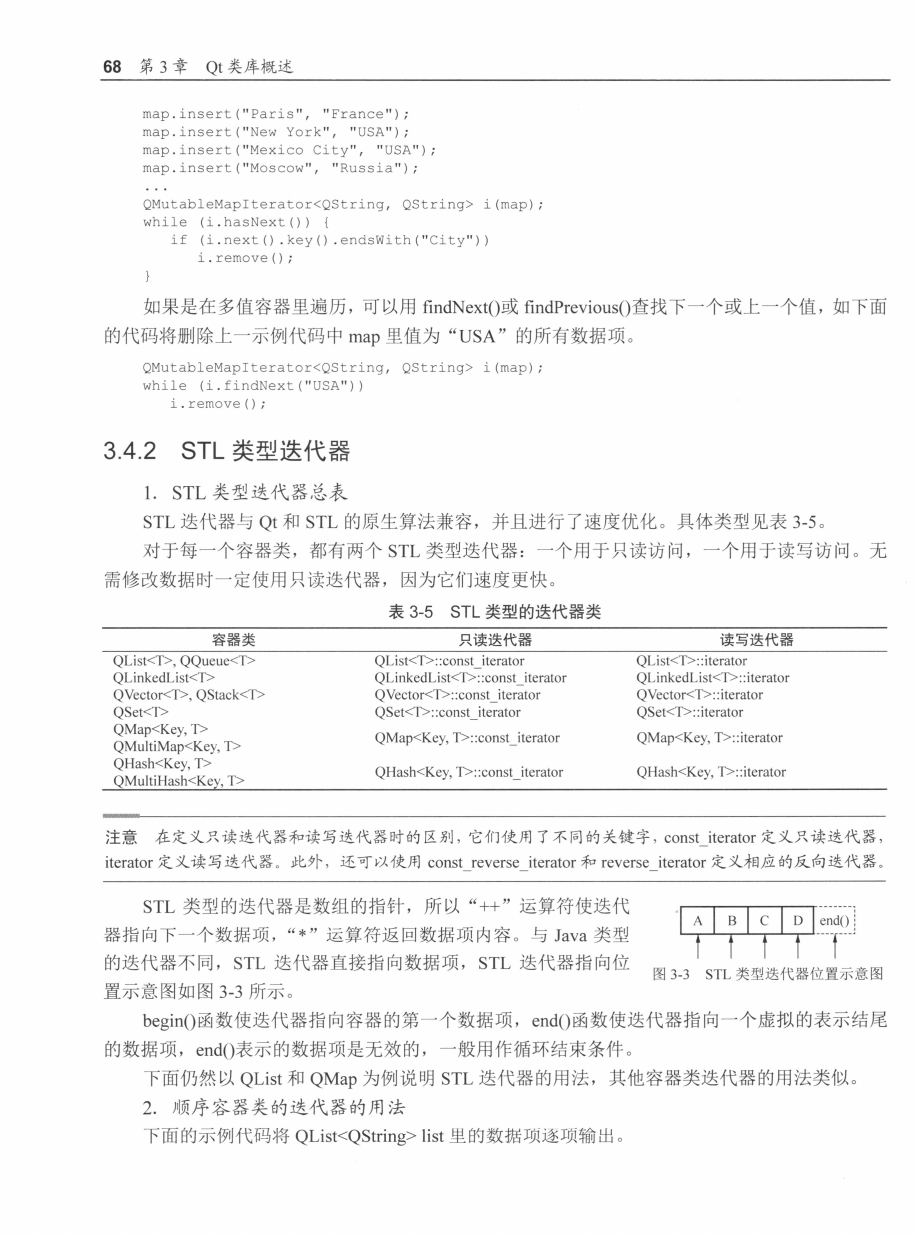 68 第 3 章 Qt 类库概述
map.insert("Paris", "France");
map.insert("New York", "USA");
map.insert("Mexico City", "USA");
map.insert("Moscow", "Russia");
...
QMutableMapIterator<QString, QString> i(map);
while (i.hasNext()) {
if (i.next().key().endsWith("City"))
i.remove();
}
如果是在多值容器里遍历，可以用 findNext()或 findPrevious()查找下一个或上一个值，如下面
的代码将删除上一示例代码中 map 里值为“USA”的所有数据项。
QMutableMapIterator<QString, QString> i(map);
while (i.findNext("USA"))
i.remove();
3.4.2 STL 类型迭代器
1. STL 类型迭代器总表
STL 迭代器与 Qt 和 STL 的原生算法兼容，并且进行了速度优化。具体类型见表 3-5。
对于每一个容器类，都有两个 STL 类型迭代器：一个用于只读访问，一个用于读写访问。无
需修改数据时一定使用只读迭代器，因为它们速度更快。
表 3-5 STL 类型的迭代器类
容器类 只读迭代器 读写迭代器
QList<T>, QQueue<T> QList<T>::const_iterator QList<T>::iterator
QLinkedList<T> QLinkedList<T>::const_iterator QLinkedList<T>::iterator
QVector<T>, QStack<T> QVector<T>::const_iterator QVector<T>::iterator
QSet<T> QSet<T>::const_iterator QSet<T>::iterator
QMap<Key, T>
QMultiMap<Key, T> QMap<Key, T>::const_iterator QMap<Key, T>::iterator
QHash<Key, T>
QMultiHash<Key, T> QHash<Key, T>::const_iterator QHash<Key, T>::iterator
注意 在定义只读迭代器和读写迭代器时的区别，它们使用了不同的关键字，const_iterator 定义只读迭代器，
iterator 定义读写迭代器。此外，还可以使用 const_reverse_iterator 和 reverse_iterator 定义相应的反向迭代器。
STL 类型的迭代器是数组的指针，所以“++”运算符使迭代
器指向下一个数据项，“*”运算符返回数据项内容。与 Java 类型
的迭代器不同，STL 迭代器直接指向数据项，STL 迭代器指向位
置示意图如图 3-3 所示。
A B C D end()
图 3-3 STL 类型迭代器位置示意图
begin()函数使迭代器指向容器的第一个数据项，end()函数使迭代器指向一个虚拟的表示结尾
的数据项，end()表示的数据项是无效的，一般用作循环结束条件。
下面仍然以 QList 和 QMap 为例说明 STL 迭代器的用法，其他容器类迭代器的用法类似。
2. 顺序容器类的迭代器的用法
下面的示例代码将 QList<QString> list 里的数据项逐项输出。